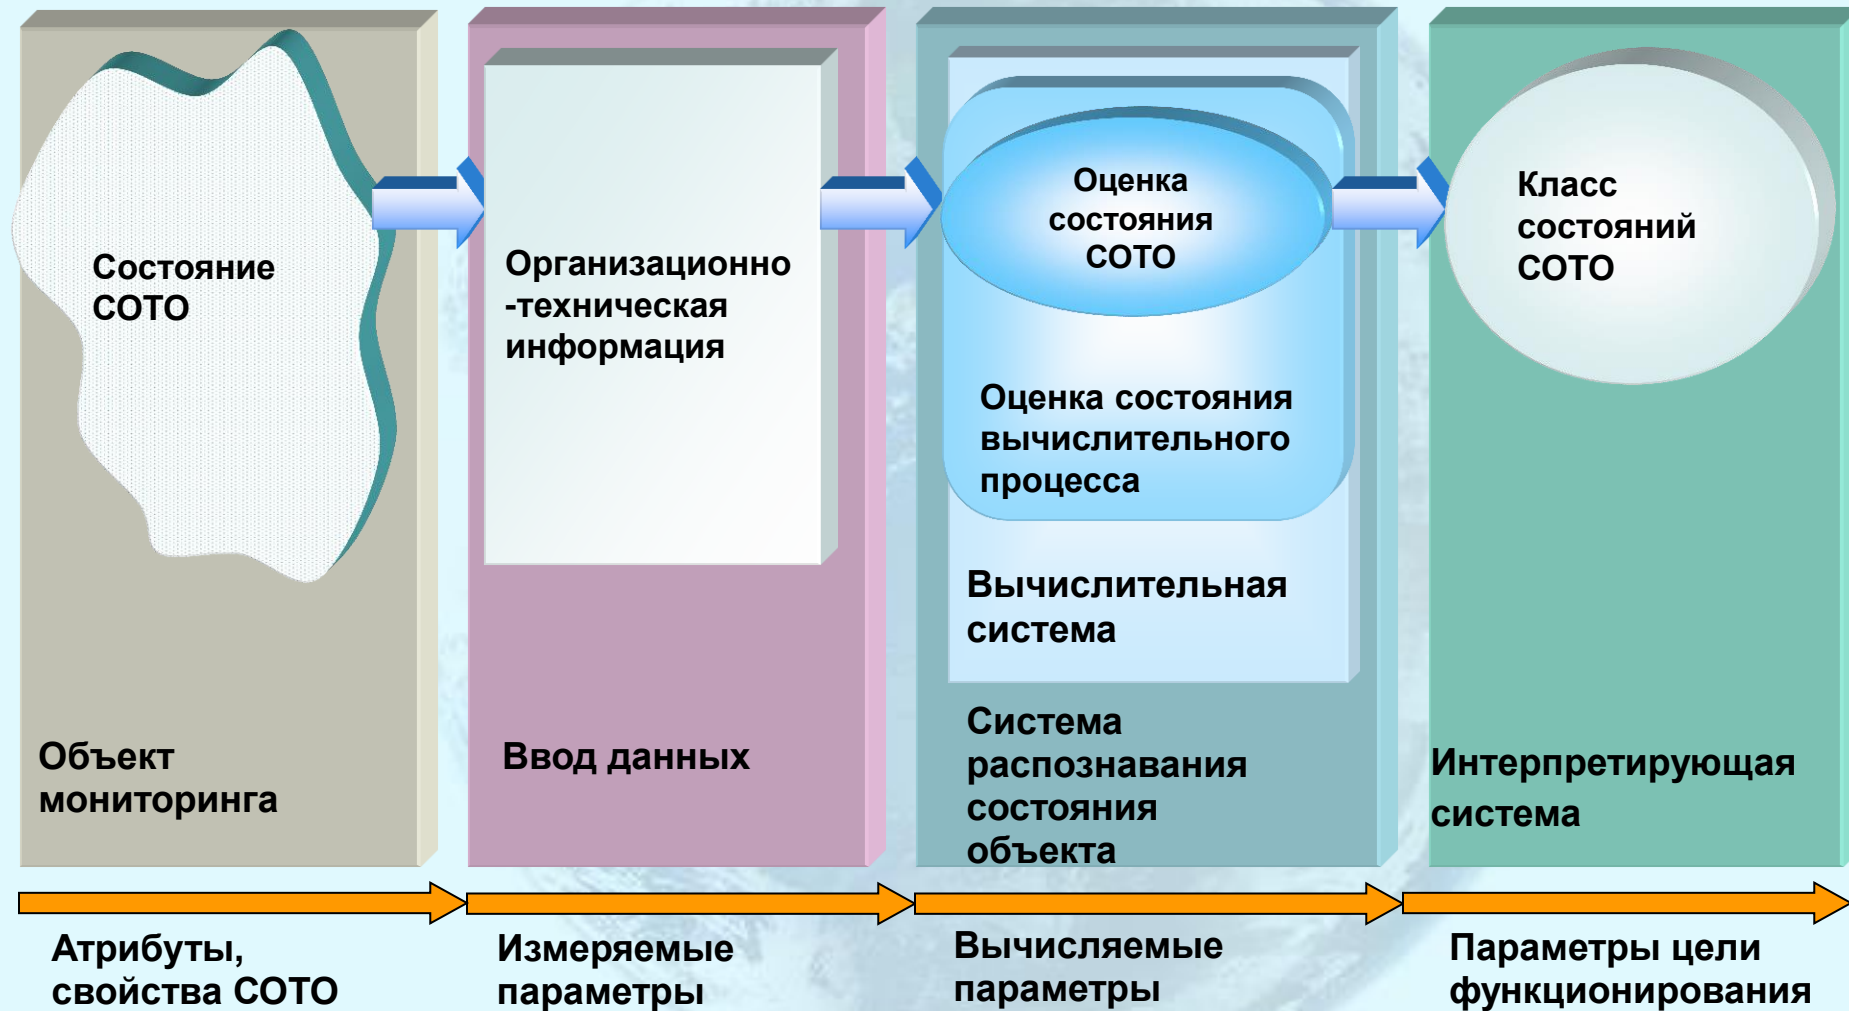 Состояние
СОТО
Объект
мониторинга
Организационно
-техническая
информация
Ввод данных
Оценка
состояния
СОТО
Оценка состояния
вычислительного
процесса
Вычислительная
система
Система
распознавания
состояния
объекта
Класс
состояний
СОТО
Интерпретирующая
система
Атрибуты,
свойства СОТО
Измеряемые
параметры
Вычисляемые
параметры
Параметры цели
функционирования